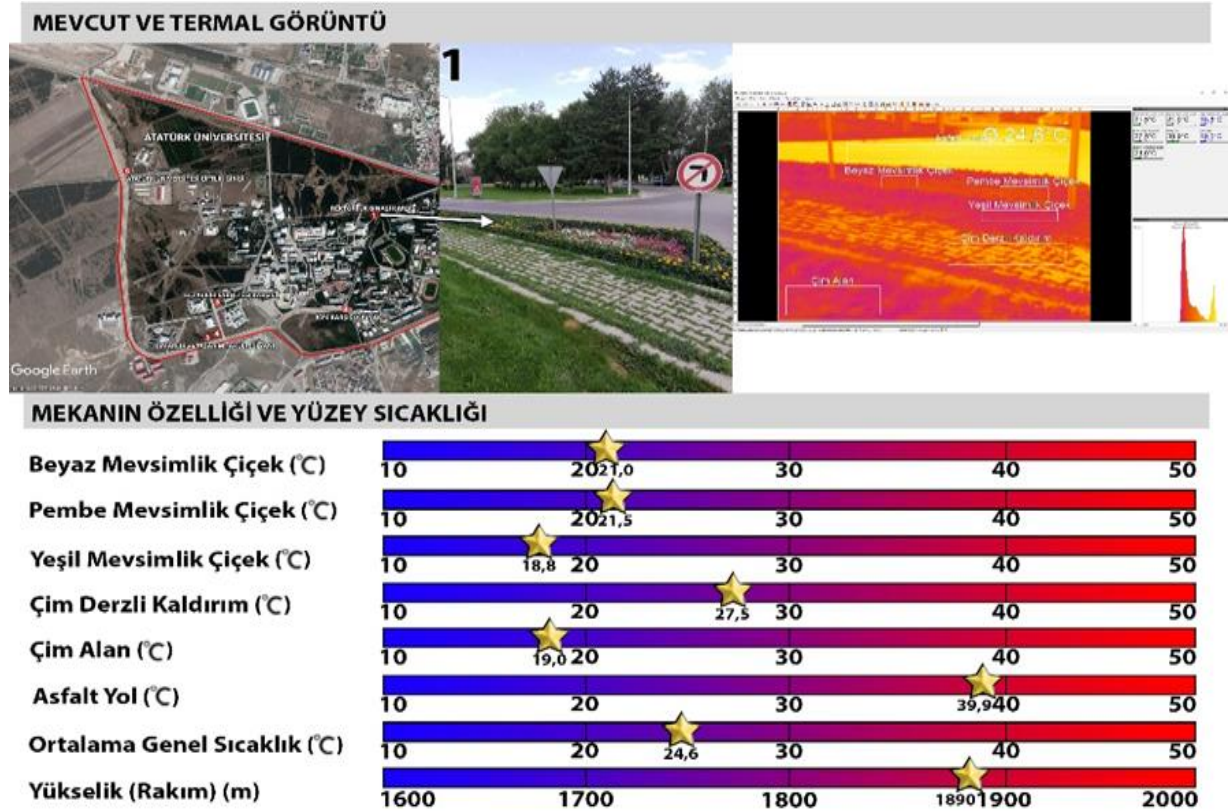 MEVCUT VE TERMAL GÖRÜNTÜ
1
ATATÜRK ÜNİVERSİTESİ
Google Earth
24,6°C
Beyaz Mevsimlik Çiçek
Pembe Mevsimlik Çiçek
Yeşil Mevsimlik Çiçek
Çim Derzli Kaldırım
Çim Alan
MEKANIN ÖZELLİĞİ VE YÜZEY SICAKLIĞI
Beyaz Mevsimlik Çiçek (°C) 10 20 21,0 30 40 50
Pembe Mevsimlik Çiçek (°C) 10 20 21,5 30 40 50
Yeşil Mevsimlik Çiçek (°C) 10 18,8 20 30 40 50
Çim Derzli Kaldırım (°C) 10 20 27,5 30 40 50
Çim Alan (°C) 10 19,0 20 30 40 50
Asfalt Yol (°C) 10 20 30 39,9 40 50
Ortalama Genel Sıcaklık (°C) 10 20 24,6 30 40 50
Yükselik (Rakım) (m) 1600 1700 1800 1890 1900 2000